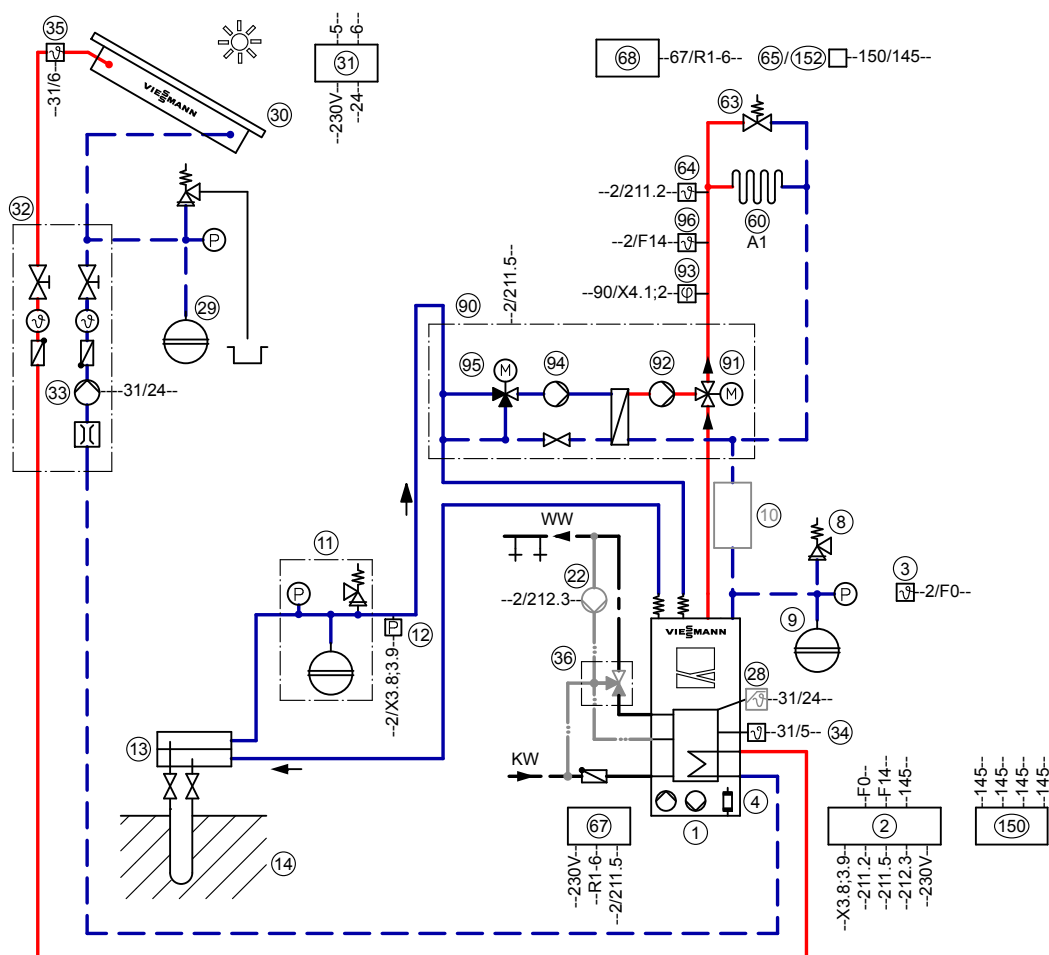 35
--31/6--
VIESSMANN
30
--5--
--6--
31
--230V--
--24--
68
--67/R1-6--
65/152
--150/145--
63
64
--2/211.2--
60
A1
96
--2/F14--
93
--90/X4.1;2--
32
P
29
33
--31/24--
90
--2/211.5--
95
M
94
92
91
M
10
8
P
9
3
--2/F0--
11
P
P
12
--2/X3.8;3.9--
WW
22
--2/212.3--
36
VIESSMANN
28
--31/24--
--31/5--
34
KW
13
14
4
1
67
--230V--
--R1-6--
--2/211.5--
--F0--
--F14--
--145--
2
--X3.8;3.9--
--211.2--
--211.5--
--212.3--
--230V--
--145--
--145--
--145--
--145--
150